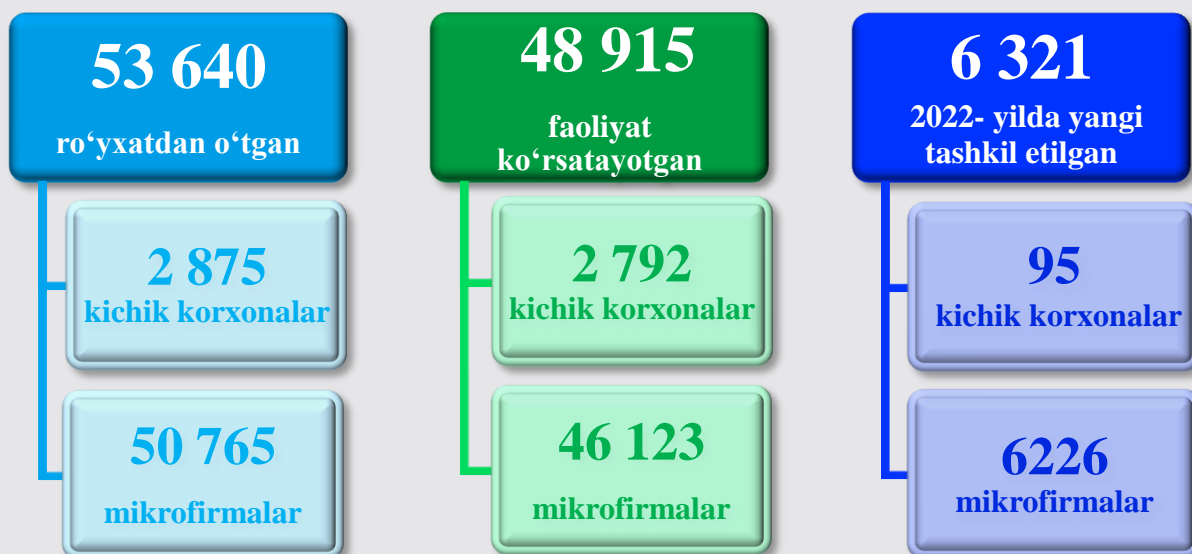 53 640
ro‘yxatdan o‘tgan
2 875
kichik korxonalar
50 765
mikrofirmalar
48 915
faoliyat
ko‘rsatayotgan
2 792
kichik korxonalar
46 123
mikrofirmalar
6 321
2022- yilda yangi
tashkil etilgan
95
kichik korxonalar
6226
mikrofirmalar